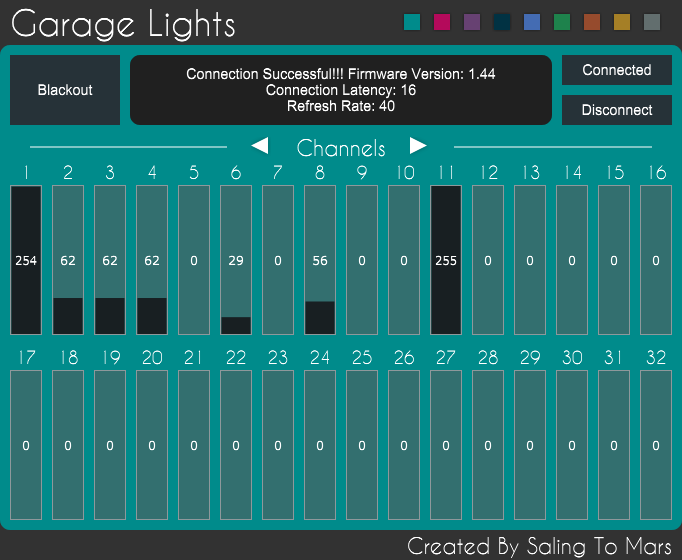 Garage Lights
Blackout
Connection Successful!!! Firmware Version: 1.44
Connection Latency: 16
Refresh Rate: 40
Connected
Disconnect
Channels
1 2 3 4 5 6 7 8 9 10 11 12 13 14 15 16
254 62 62 62 0 29 0 56 0 0 255 0 0 0 0 0
17 18 19 20 21 22 23 24 25 26 27 28 29 30 31 32
0 0 0 0 0 0 0 0 0 0 0 0 0 0 0 0
Created By Saling To Mars